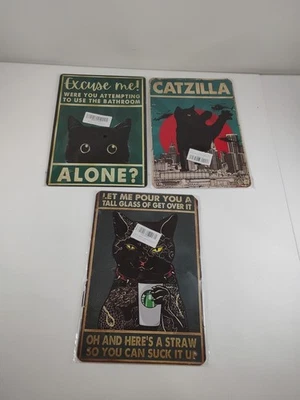 Excuse me!
WERE YOU ATTEMPTING
TO USE THE BATHROOM
ALONE?
CATZILLA
LET ME POUR YOU A
TALL GLASS OF GET OVER IT
OH AND HERE'S A STRAW
SO YOU CAN SUCK IT UP